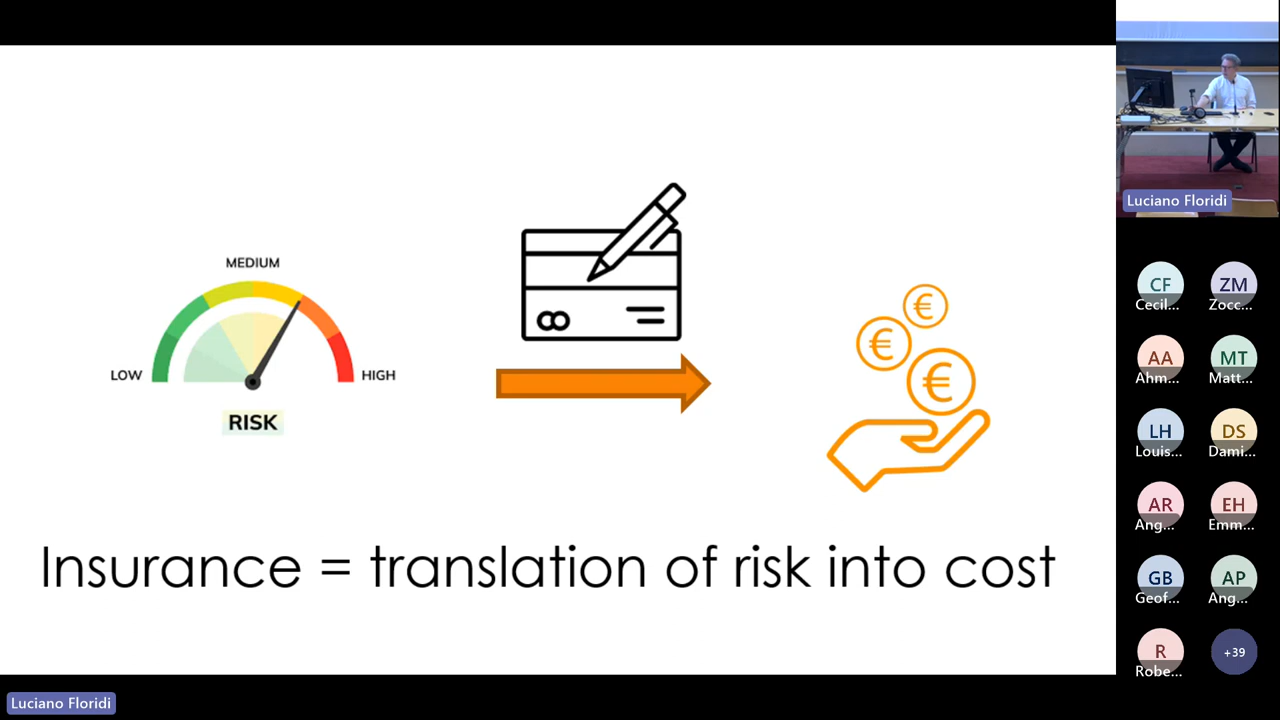 MEDIUM
LOW
HIGH
RISK
€
€
€
Insurance = translation of risk into cost
Luciano Floridi
CF
ZM
Cecil...
Zocc...
AA
MT
Ahm...
Matt...
LH
DS
Louis...
Dami...
AR
EH
Ang...
Emm...
GB
AP
Geof...
Ang...
R
+39
Robe...
Luciano Floridi